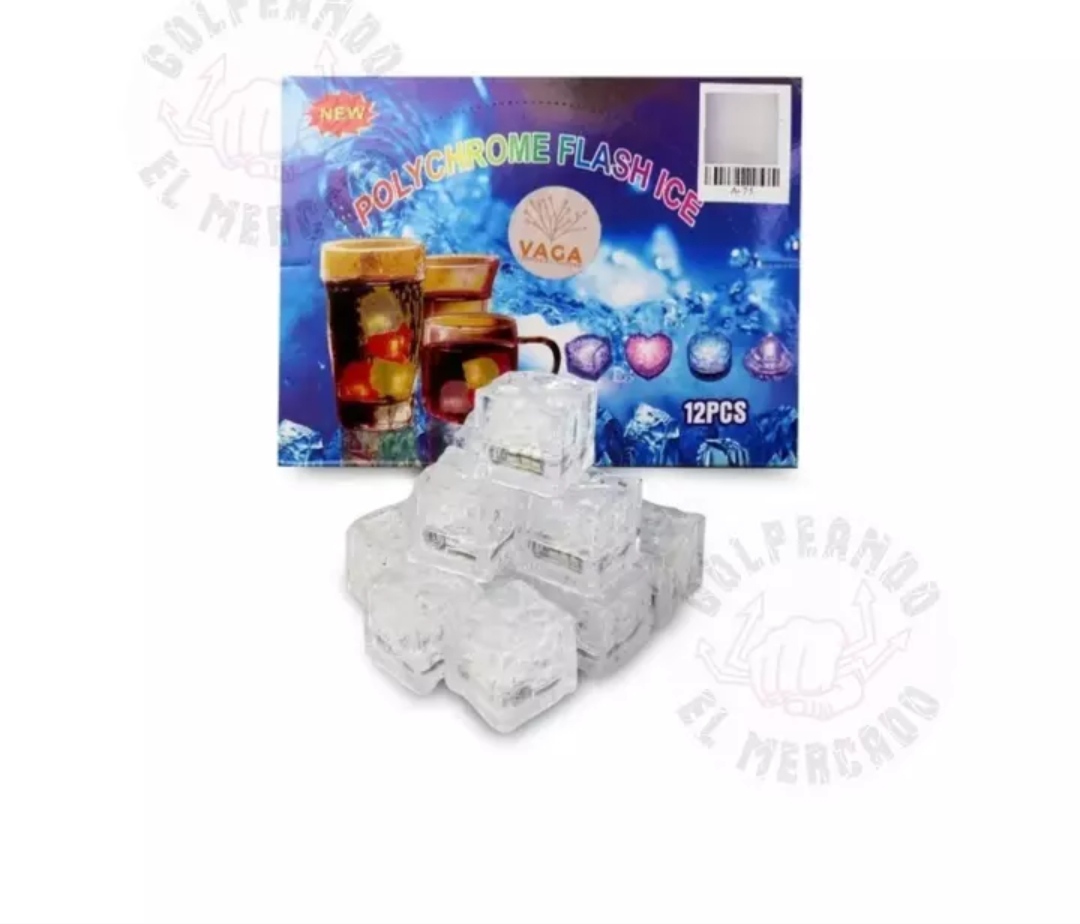 GOLPEANDO
EL MERCADO
NEW
POLYCHROME FLASH ICE
VAGA
12PCS
GOLPEANDO
EL MERCADO